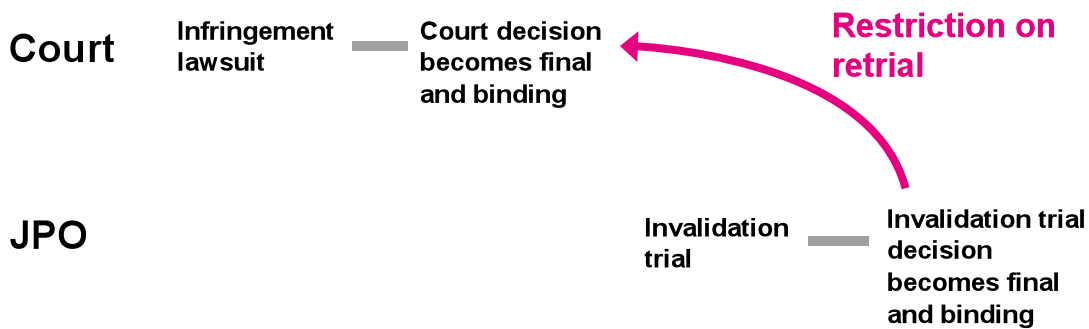 Court
Infringement
lawsuit
Court decision
becomes final
and binding
Restriction on
retrial
JPO
Invalidation
trial
Invalidation trial
decision
becomes final
and binding